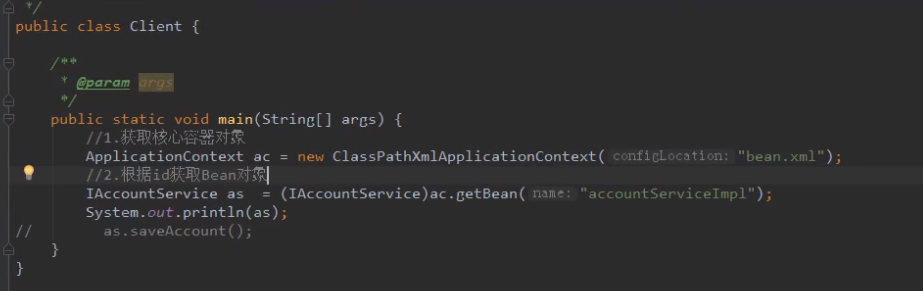 */
public class Client {
/**
* @param args
*/
public static void main(String[] args) {
//1.获取核心容器对象
ApplicationContext ac = new ClassPathXmlApplicationContext( configLocation: "bean.xml");
//2.根据id获取Bean对象
IAccountService as  = (IAccountService)ac.getBean( name: "accountServiceImpl");
System.out.println(as);
//        as.saveAccount();
}
}